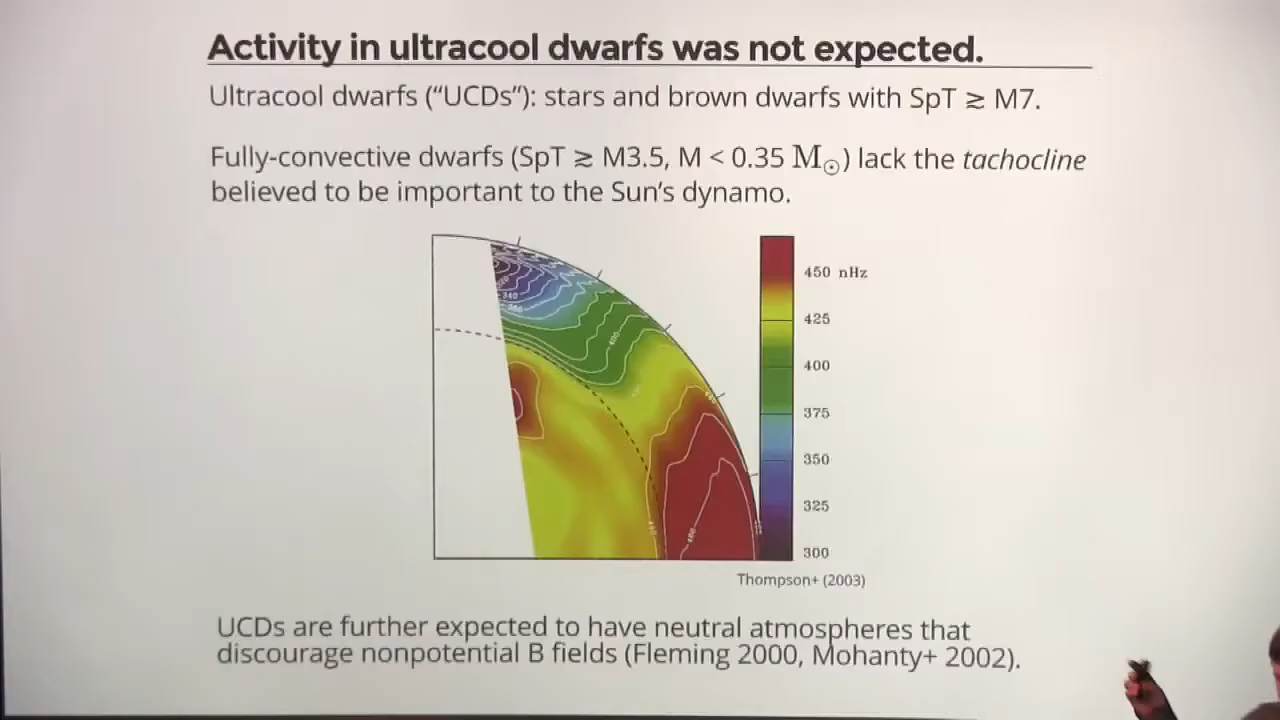 Activity in ultracool dwarfs was not expected.
Ultracool dwarfs (“UCDs”): stars and brown dwarfs with SpT ≳ M7.
Fully-convective dwarfs (SpT ≳ M3.5, M < 0.35 M⊙) lack the tachocline
believed to be important to the Sun’s dynamo.
450 nHz
425
400
375
350
325
300
340
400
Thompson+ (2003)
UCDs are further expected to have neutral atmospheres that
discourage nonpotential B fields (Fleming 2000, Mohanty+ 2002).